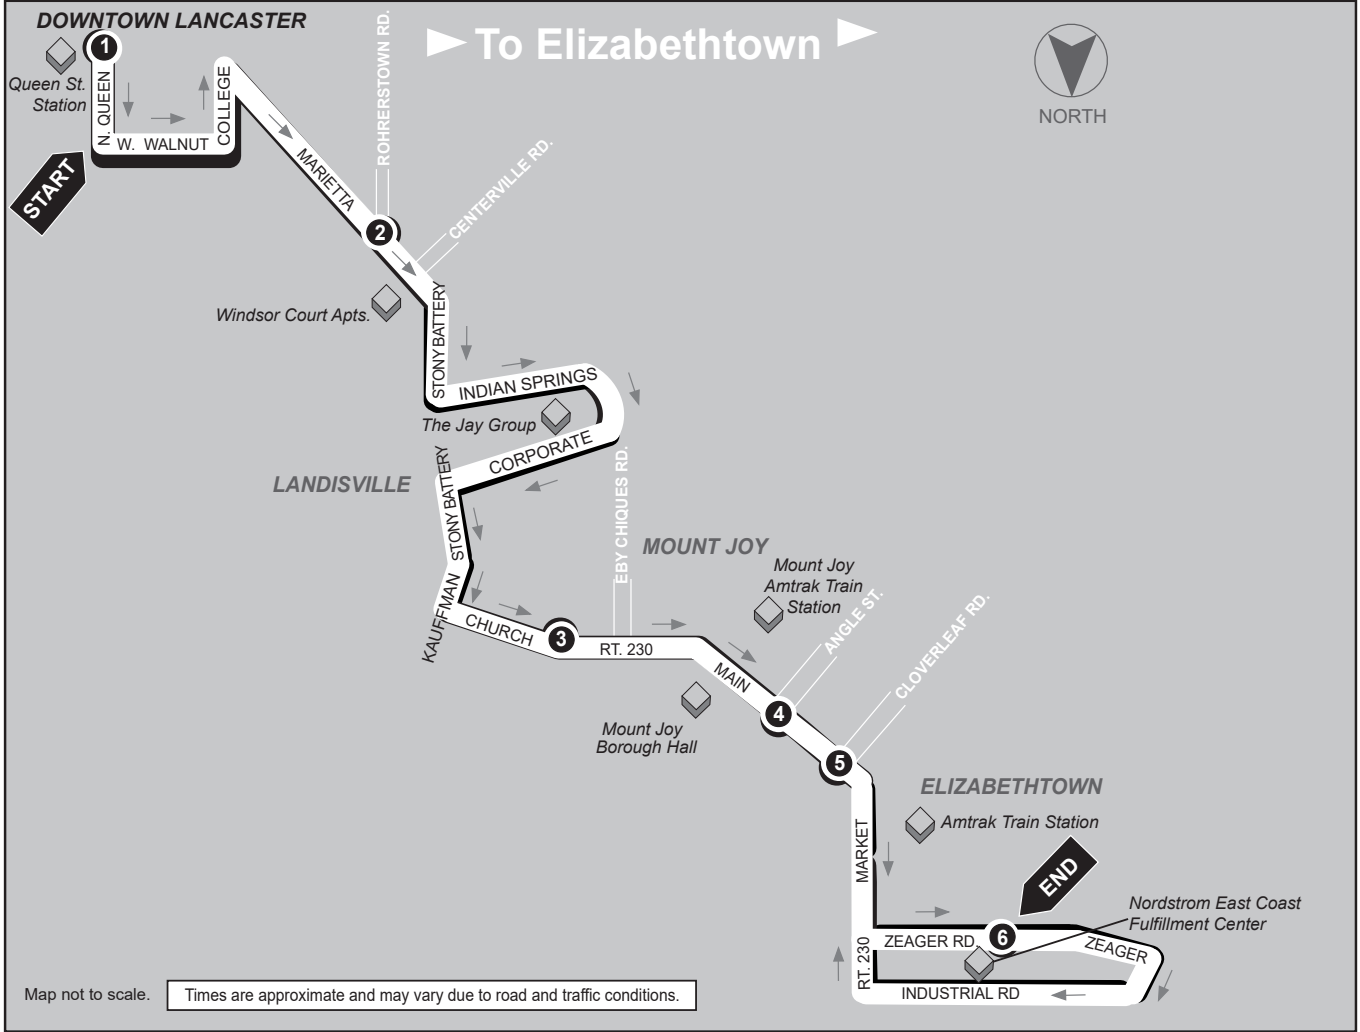 DOWNTOWN LANCASTER
To Elizabethtown
1
Queen St.
Station
N. QUEEN
W. WALNUT
COLLEGE
START
ROHRERSTOWN RD.
CENTERVILLE RD.
MARIETTA
2
NORTH
Windsor Court Apts.
STONY BATTERY
INDIAN SPRINGS
The Jay Group
CORPORATE
LANDISVILLE
STONY BATTERY
EBY CHIQUES RD.
KAUFFMAN
CHURCH
3
RT. 230
MOUNT JOY
Mount Joy
Amtrak Train
Station
MAIN
ANGLE ST.
CLOVERLEAF RD.
4
Mount Joy
Borough Hall
5
ELIZABETHTOWN
Amtrak Train Station
MARKET
END
Nordstrom East Coast
Fulfillment Center
ZEAGER RD.
6
ZEAGER
RT. 230
INDUSTRIAL RD
Map not to scale.
Times are approximate and may vary due to road and traffic conditions.